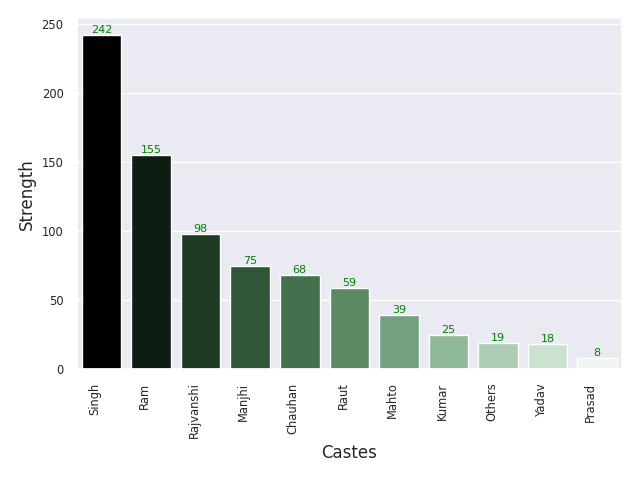 250
200
150
100
50
0
Strength
242
155
98
75
68
59
39
25
19
18
8
Singh
Ram
Rajvanshi
Manjhi
Chauhan
Raut
Mahto
Kumar
Others
Yadav
Prasad
Castes